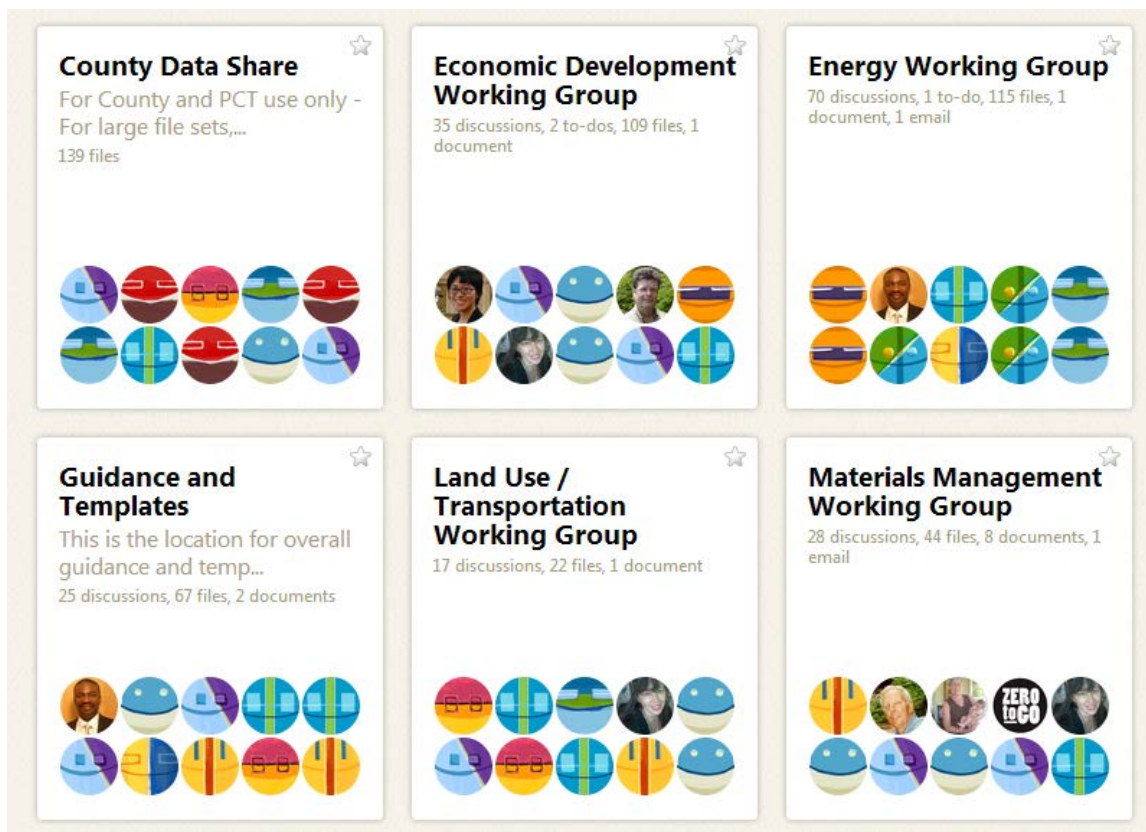 County Data Share
For County and PCT use only -
For large file sets,...
139 files
Economic Development
Working Group
35 discussions, 2 to-dos, 109 files, 1
document
Energy Working Group
70 discussions, 1 to-do, 115 files, 1
document, 1 email
Guidance and
Templates
This is the location for overall
guidance and temp...
25 discussions, 67 files, 2 documents
Land Use /
Transportation
Working Group
17 discussions, 22 files, 1 document
Materials Management
Working Group
28 discussions, 44 files, 8 documents, 1
email
ZERO
toGO